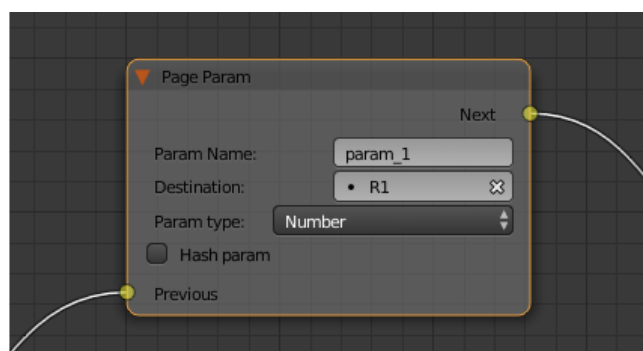 Page Param
Next
Param Name: param_1
Destination: R1
Param type: Number
Hash param
Previous